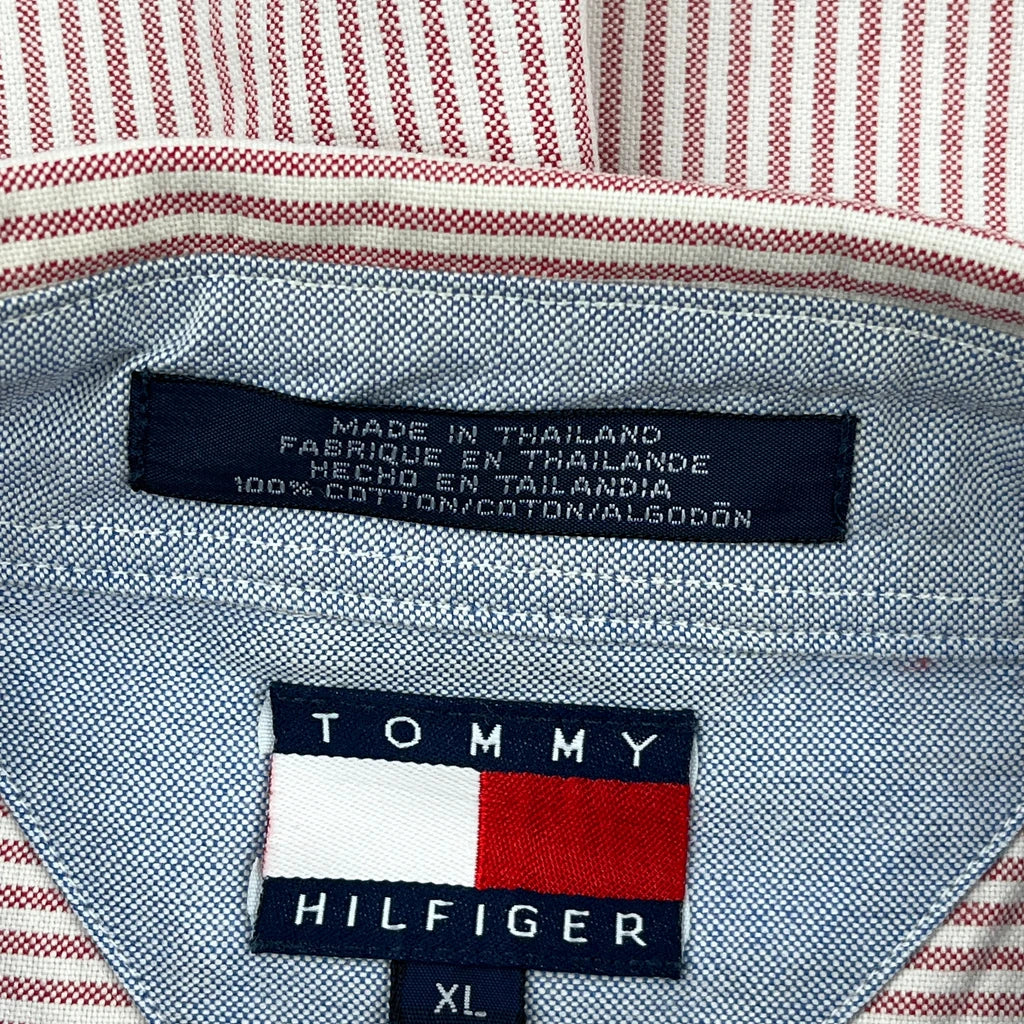 MADE IN THAILAND
FABRIQUE EN THAILANDE
HECHO EN TAILANDIA
100% COTTON/COTON/ALGODÓN
TOMMY
HILFIGER
XL